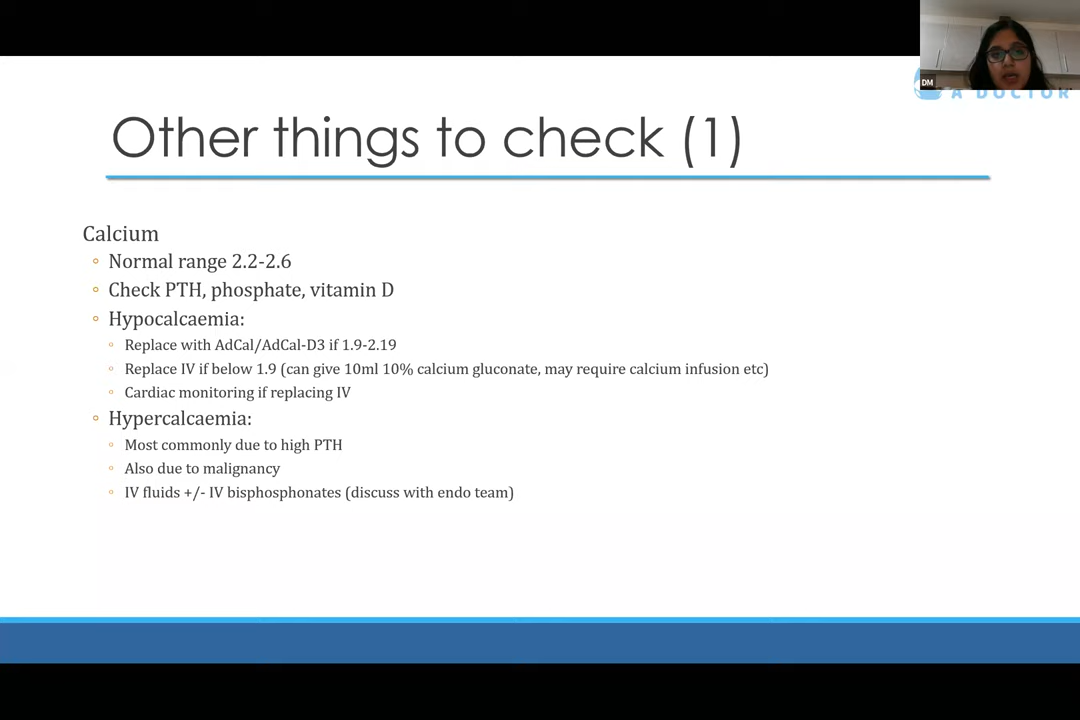 DM
A DOCTOR
Other things to check (1)
Calcium
Normal range 2.2-2.6
Check PTH, phosphate, vitamin D
Hypocalcaemia:
Replace with AdCal/AdCal-D3 if 1.9-2.19
Replace IV if below 1.9 (can give 10ml 10% calcium gluconate, may require calcium infusion etc)
Cardiac monitoring if replacing IV
Hypercalcaemia:
Most commonly due to high PTH
Also due to malignancy
IV fluids +/- IV bisphosphonates (discuss with endo team)